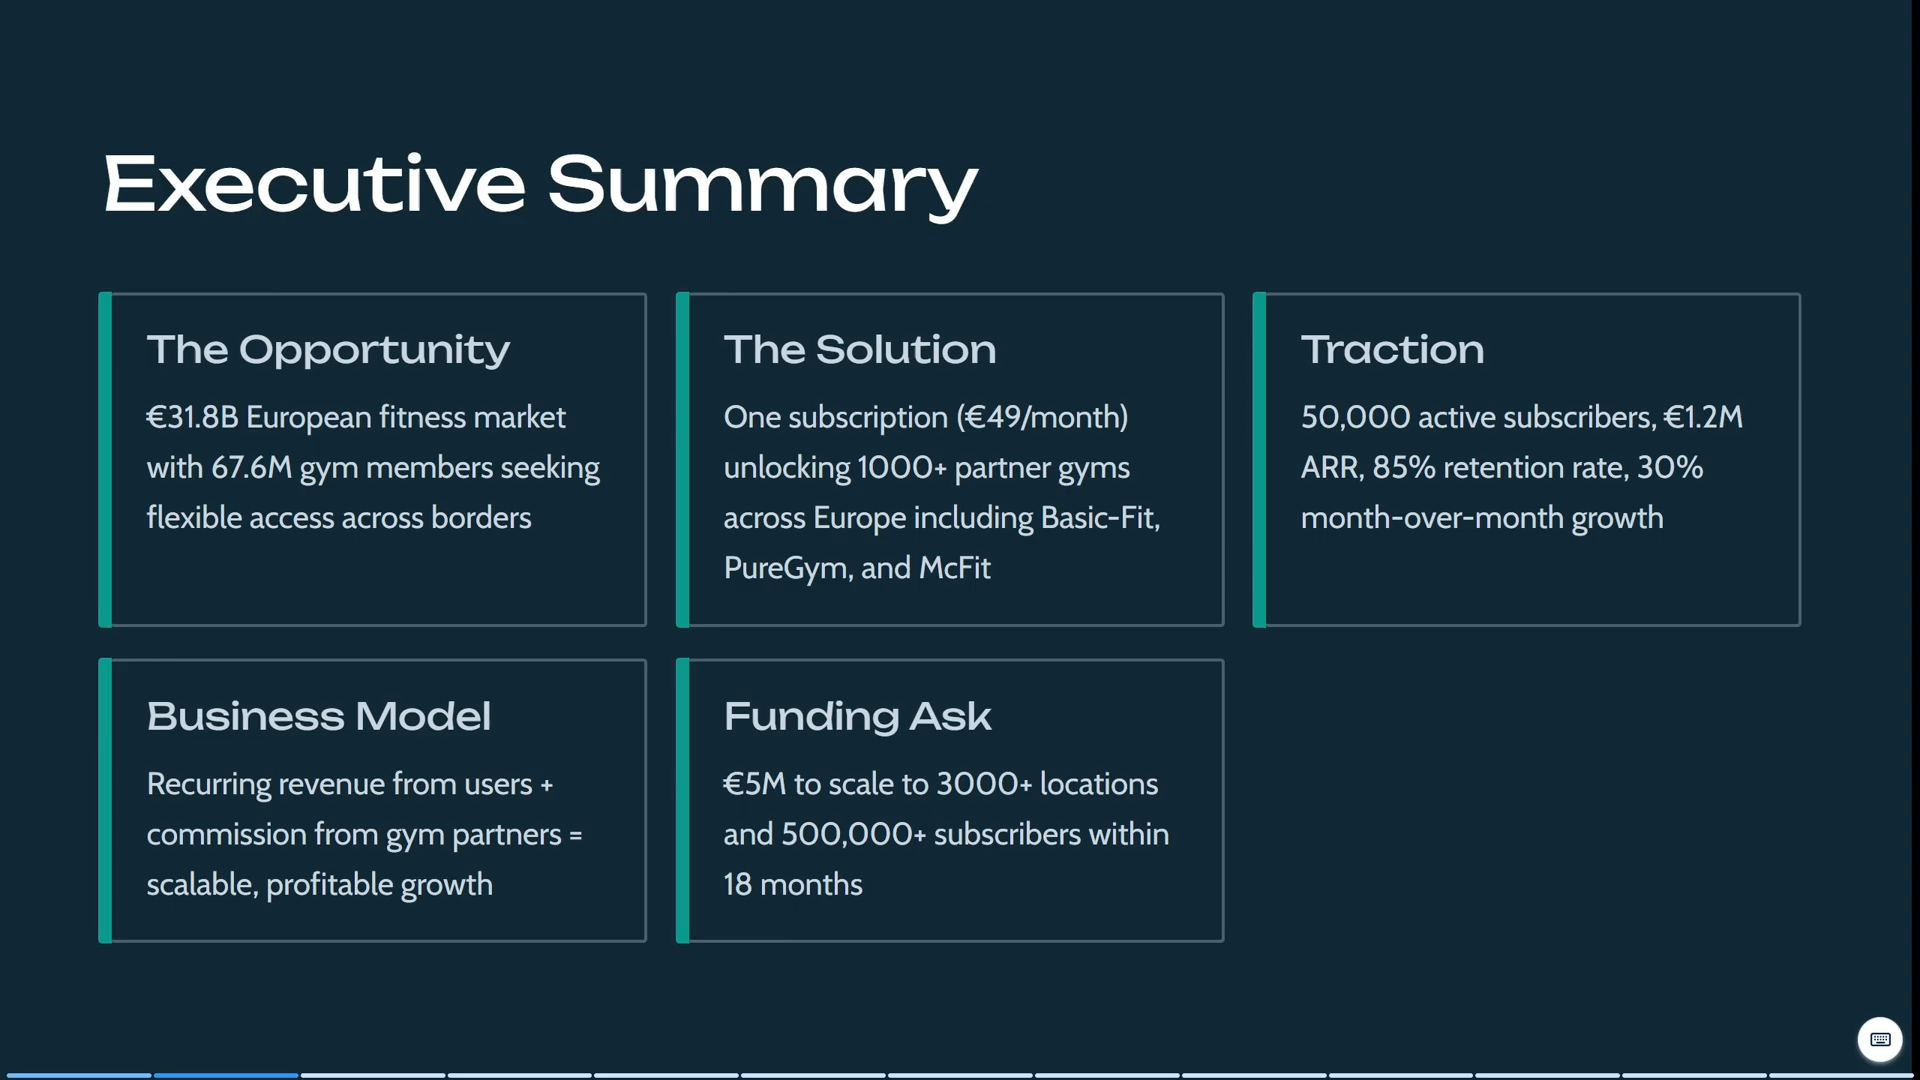 Executive Summary
The Opportunity
€31.8B European fitness market
with 67.6M gym members seeking
flexible access across borders
The Solution
One subscription (€49/month)
unlocking 1000+ partner gyms
across Europe including Basic-Fit,
PureGym, and McFit
Traction
50,000 active subscribers, €1.2M
ARR, 85% retention rate, 30%
month-over-month growth
Business Model
Recurring revenue from users +
commission from gym partners =
scalable, profitable growth
Funding Ask
€5M to scale to 3000+ locations
and 500,000+ subscribers within
18 months